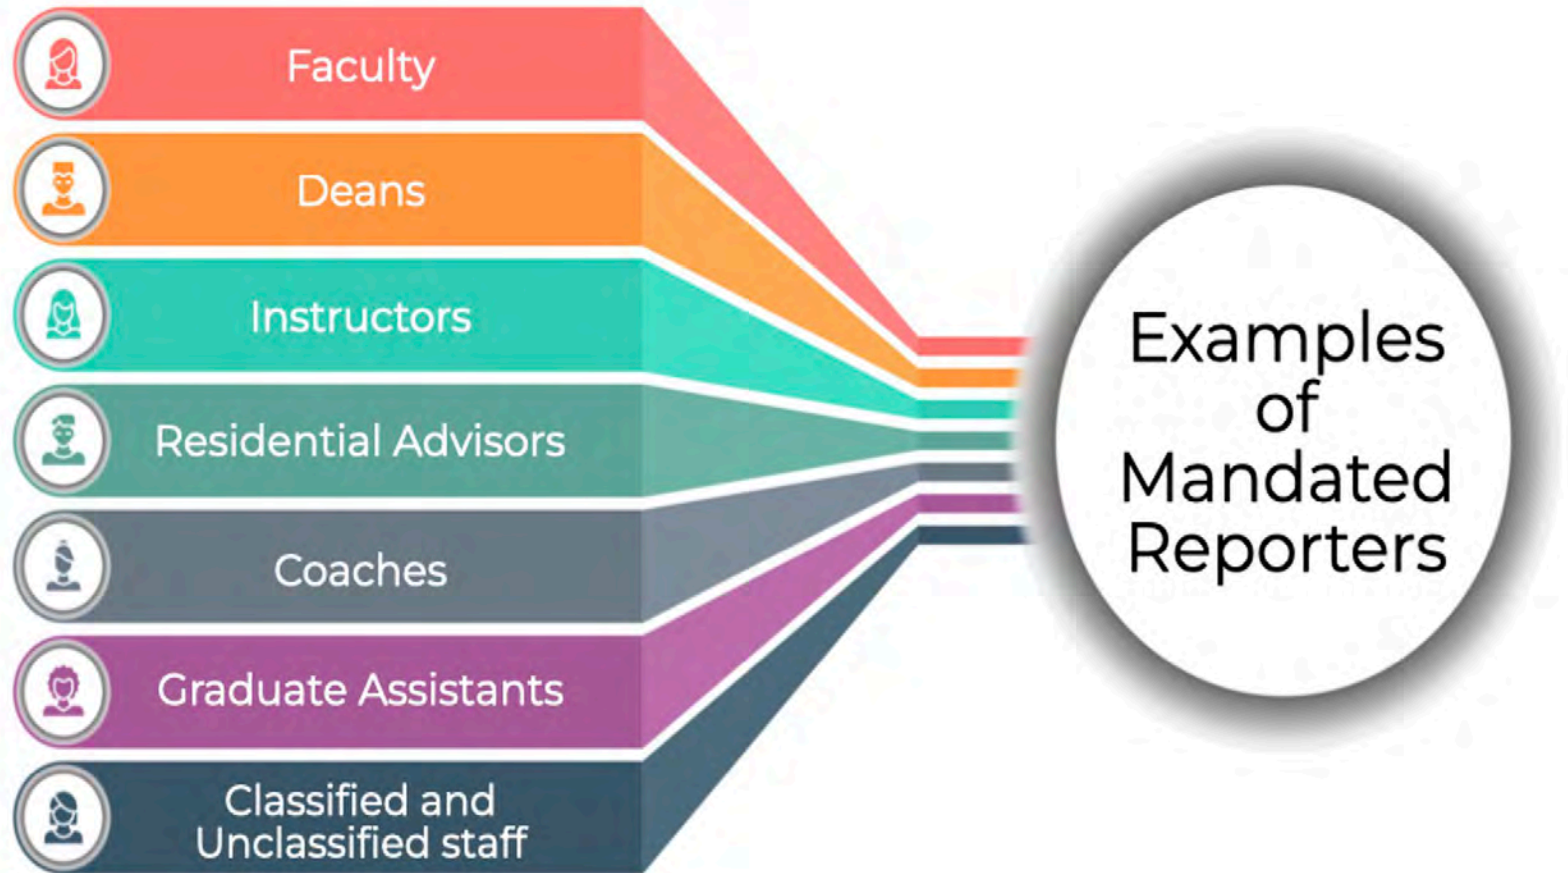 Faculty
Deans
Instructors
Residential Advisors
Coaches
Graduate Assistants
Classified and
Unclassified staff
Examples
of
Mandated
Reporters